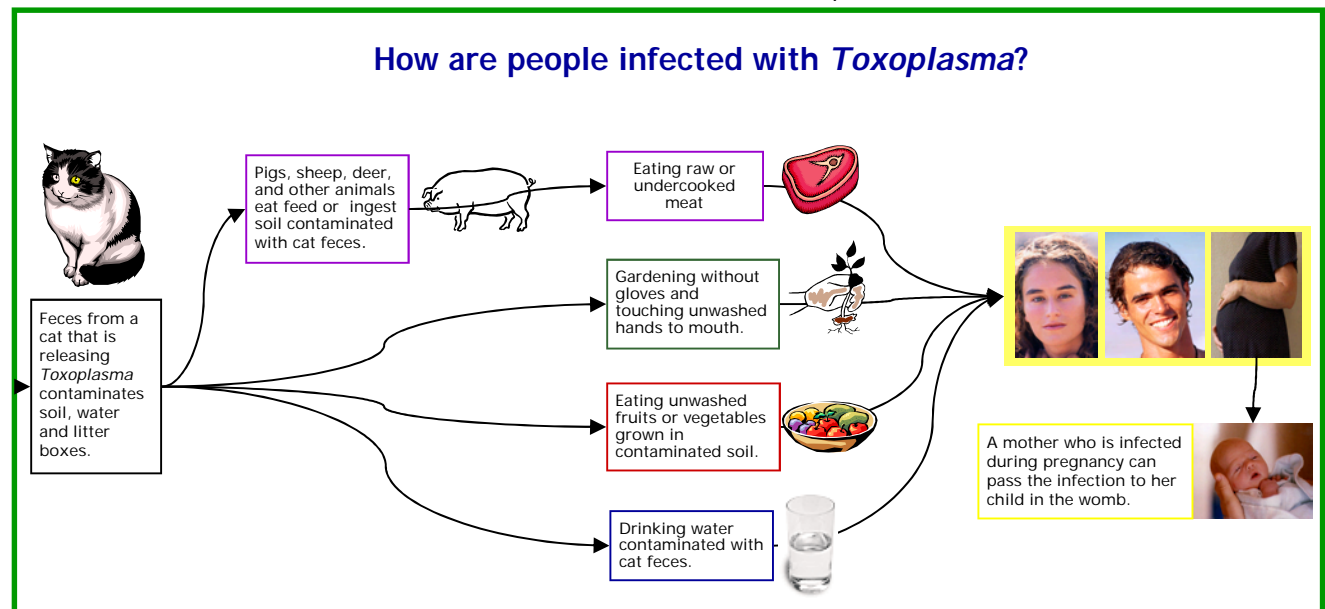 How are people infected with Toxoplasma?
Feces from a
cat that is
releasing
Toxoplasma
contaminates
soil, water
and litter
boxes.
Pigs, sheep, deer,
and other animals
eat feed or ingest
soil contaminated
with cat feces.
Eating raw or
undercooked
meat
Gardening without
gloves and
touching unwashed
hands to mouth.
Eating unwashed
fruits or vegetables
grown in
contaminated soil.
Drinking water
contaminated with
cat feces.
A mother who is infected
during pregnancy can
pass the infection to her
child in the womb.